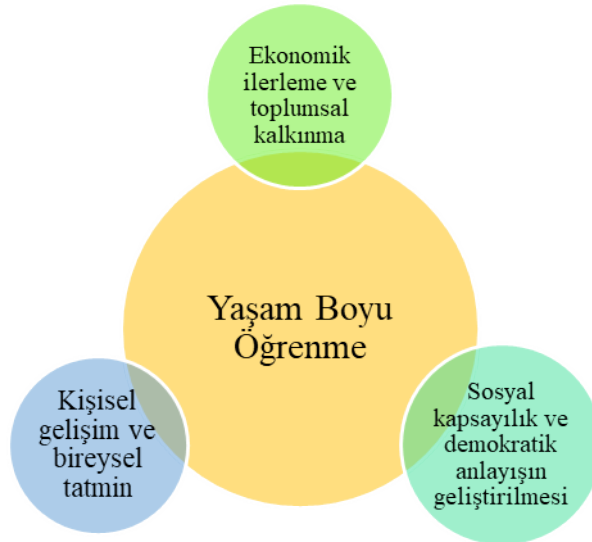 Ekonomik
ilerleme ve
toplumsal
kalkınma
Yaşam Boyu
Öğrenme
Kişisel
gelişim ve
bireysel
tatmin
Sosyal
kapsayılık ve
demokratik
anlayışın
geliştirilmesi